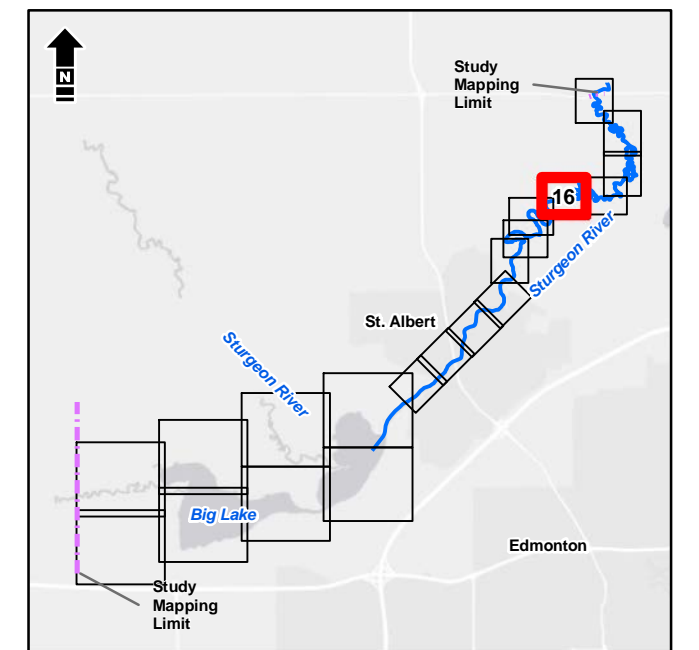 N
Study
Mapping
Limit
16
Sturgeon River
St. Albert
Sturgeon River
Big Lake
Edmonton
Study
Mapping
Limit